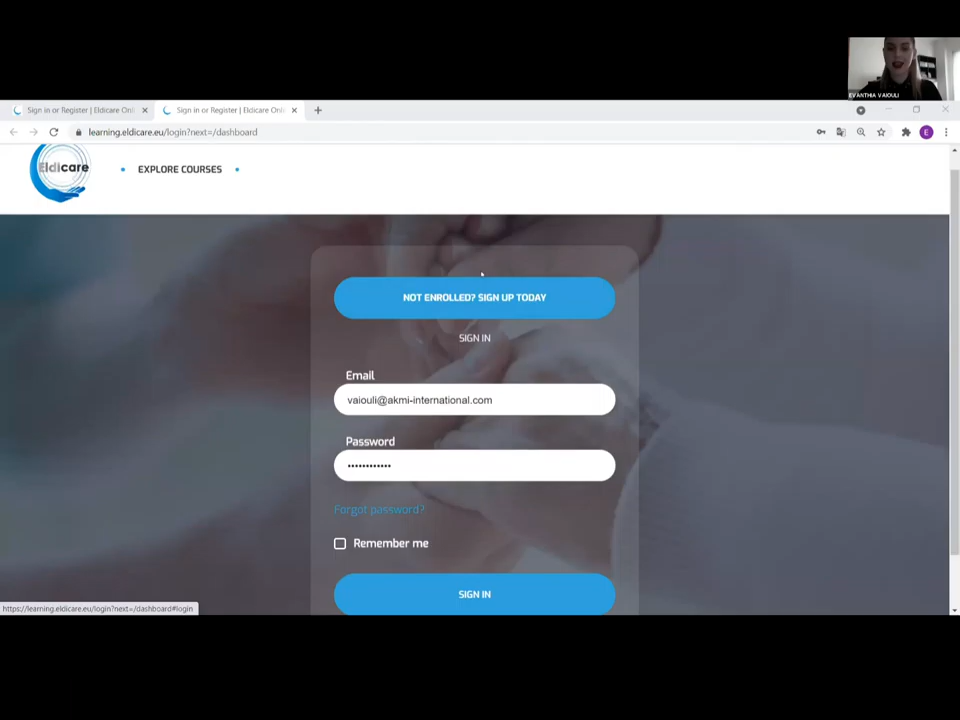 EVANTHIA VAIOULI
Sign in or Register | Eldicare Onl
Sign in or Register | Eldicare Onl
learning.eldicare.eu/login?next=/dashboard
E
Eldicare
EXPLORE COURSES
NOT ENROLLED? SIGN UP TODAY
SIGN IN
Email
vaiouli@akmi-international.com
Password
••••••••••••
Forgot password?
Remember me
SIGN IN
https://learning.eldicare.eu/login?next=/dashboard#login